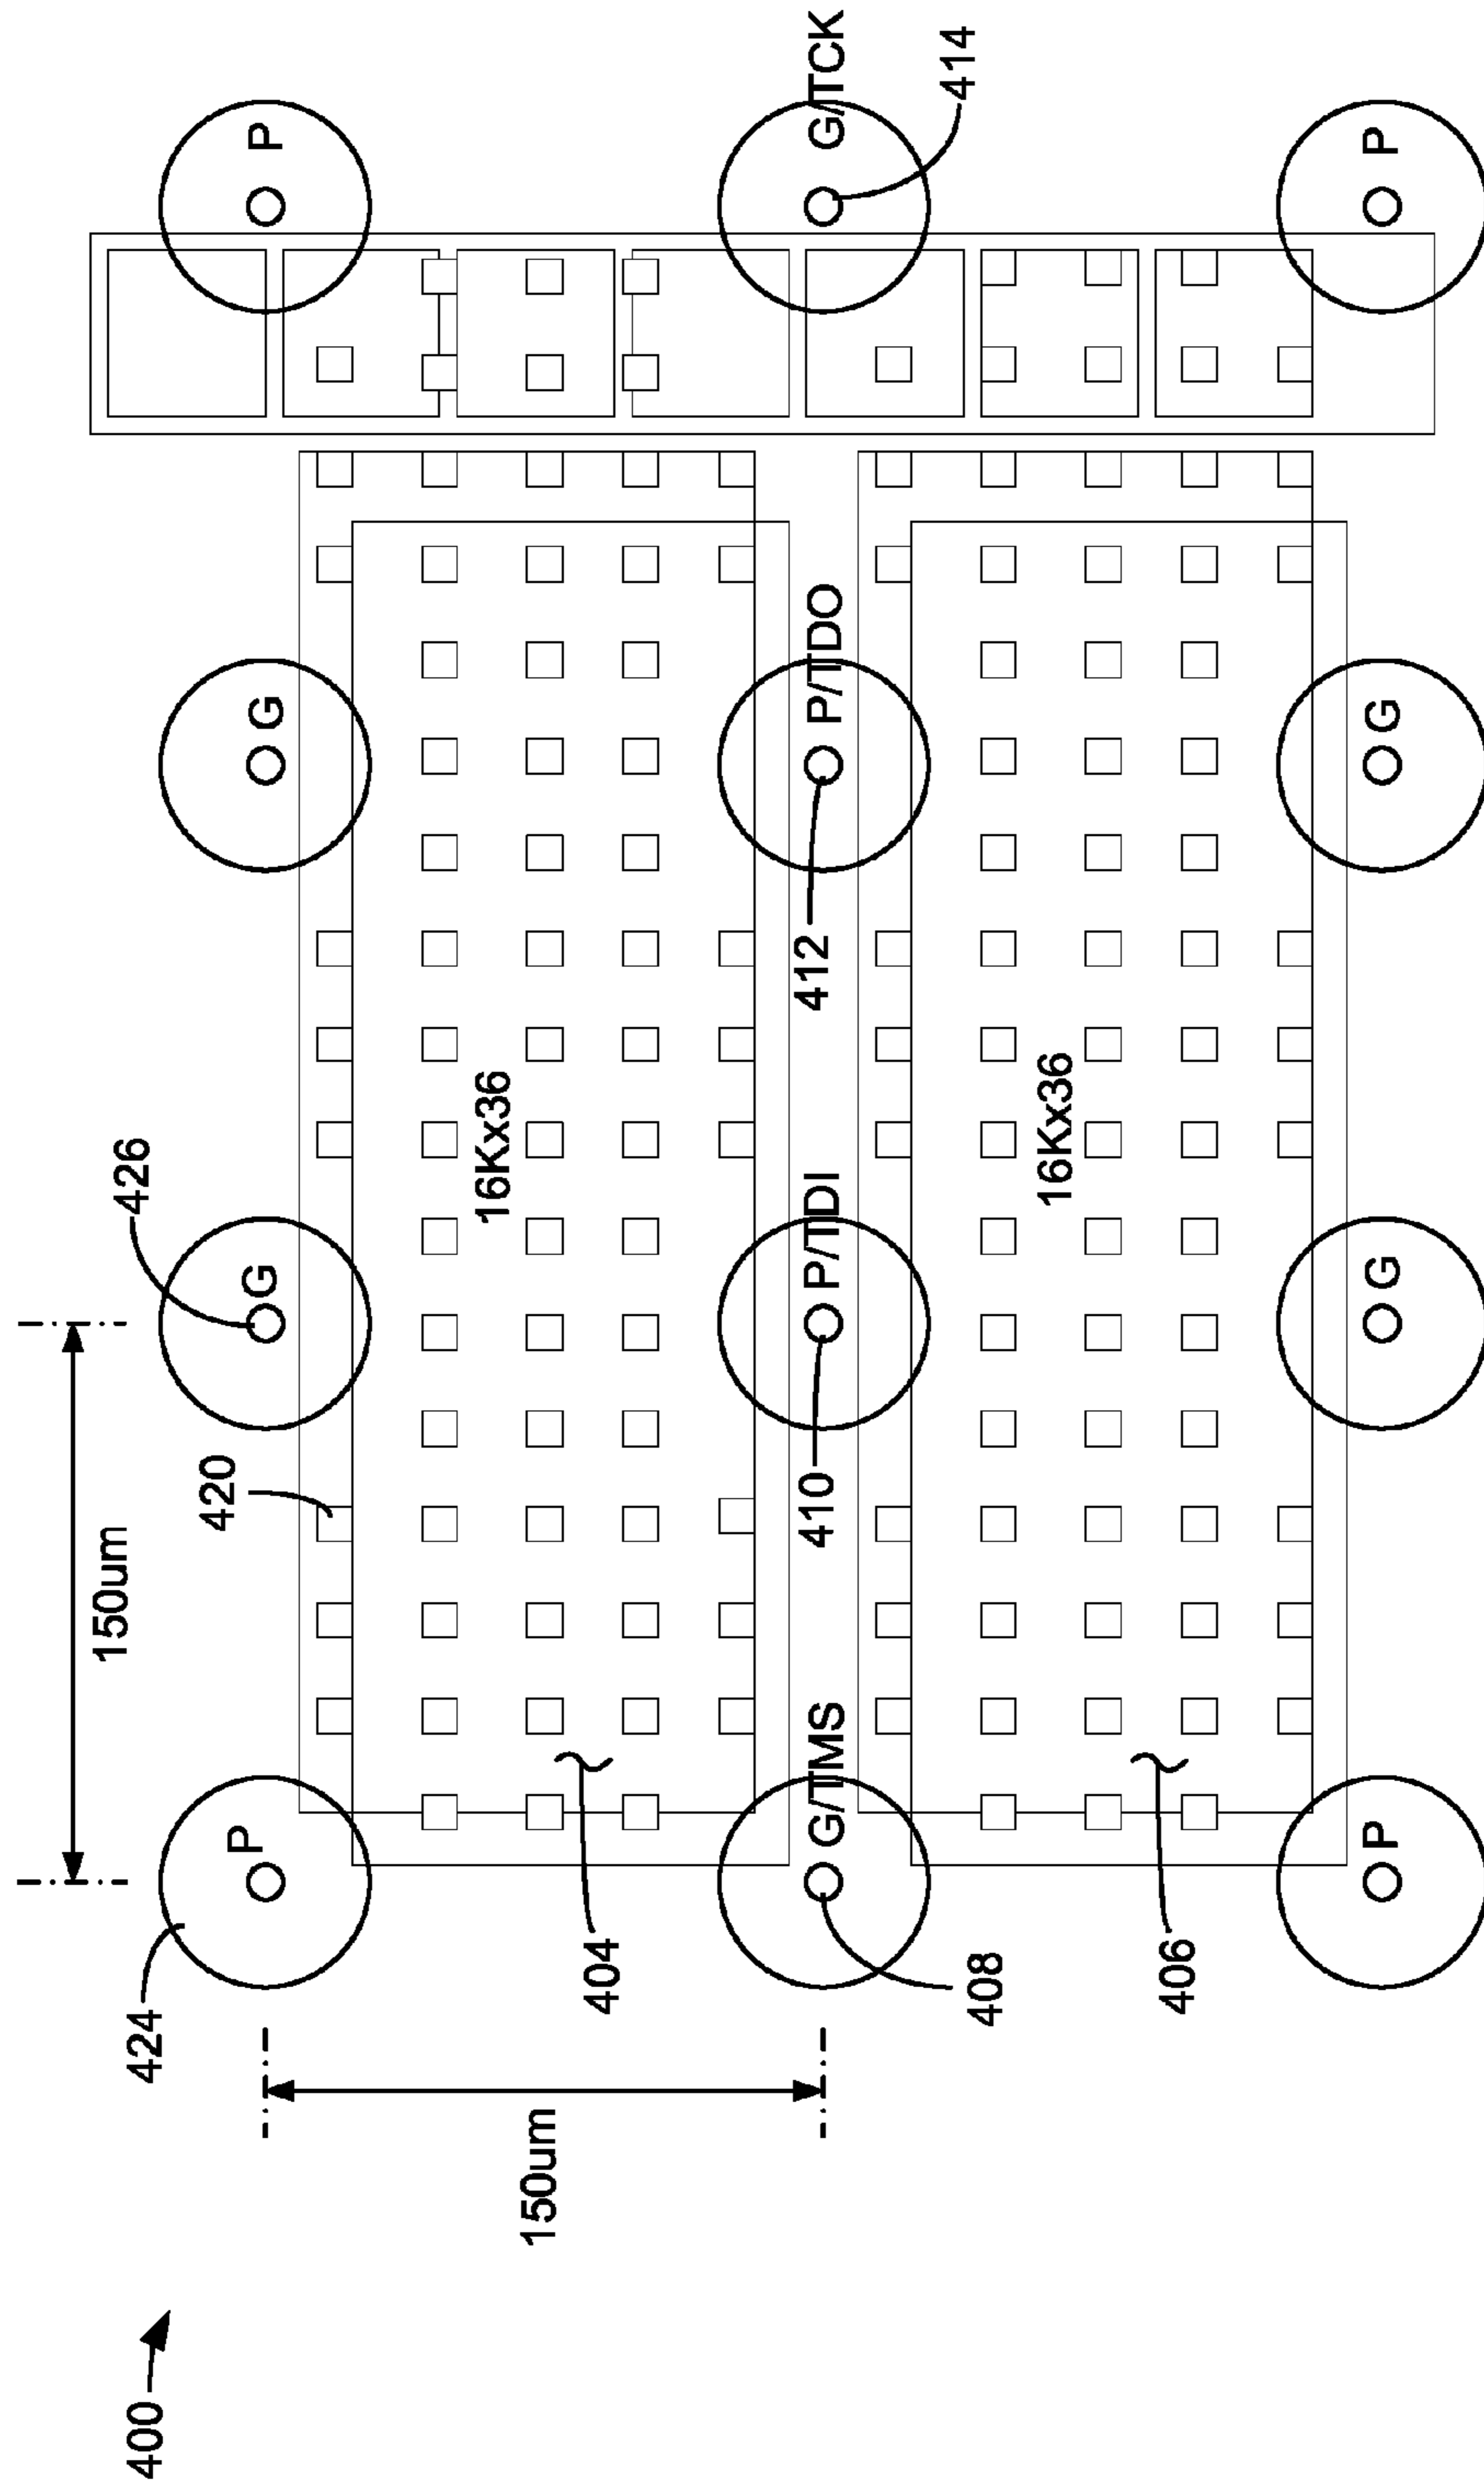 400
424
150um
426
420
P
G
G
P
16Kx36
150um
404
G/TMS
410
P/TDI
412
P/TDO
G/TCK
414
408
16Kx36
406
P
G
G
P